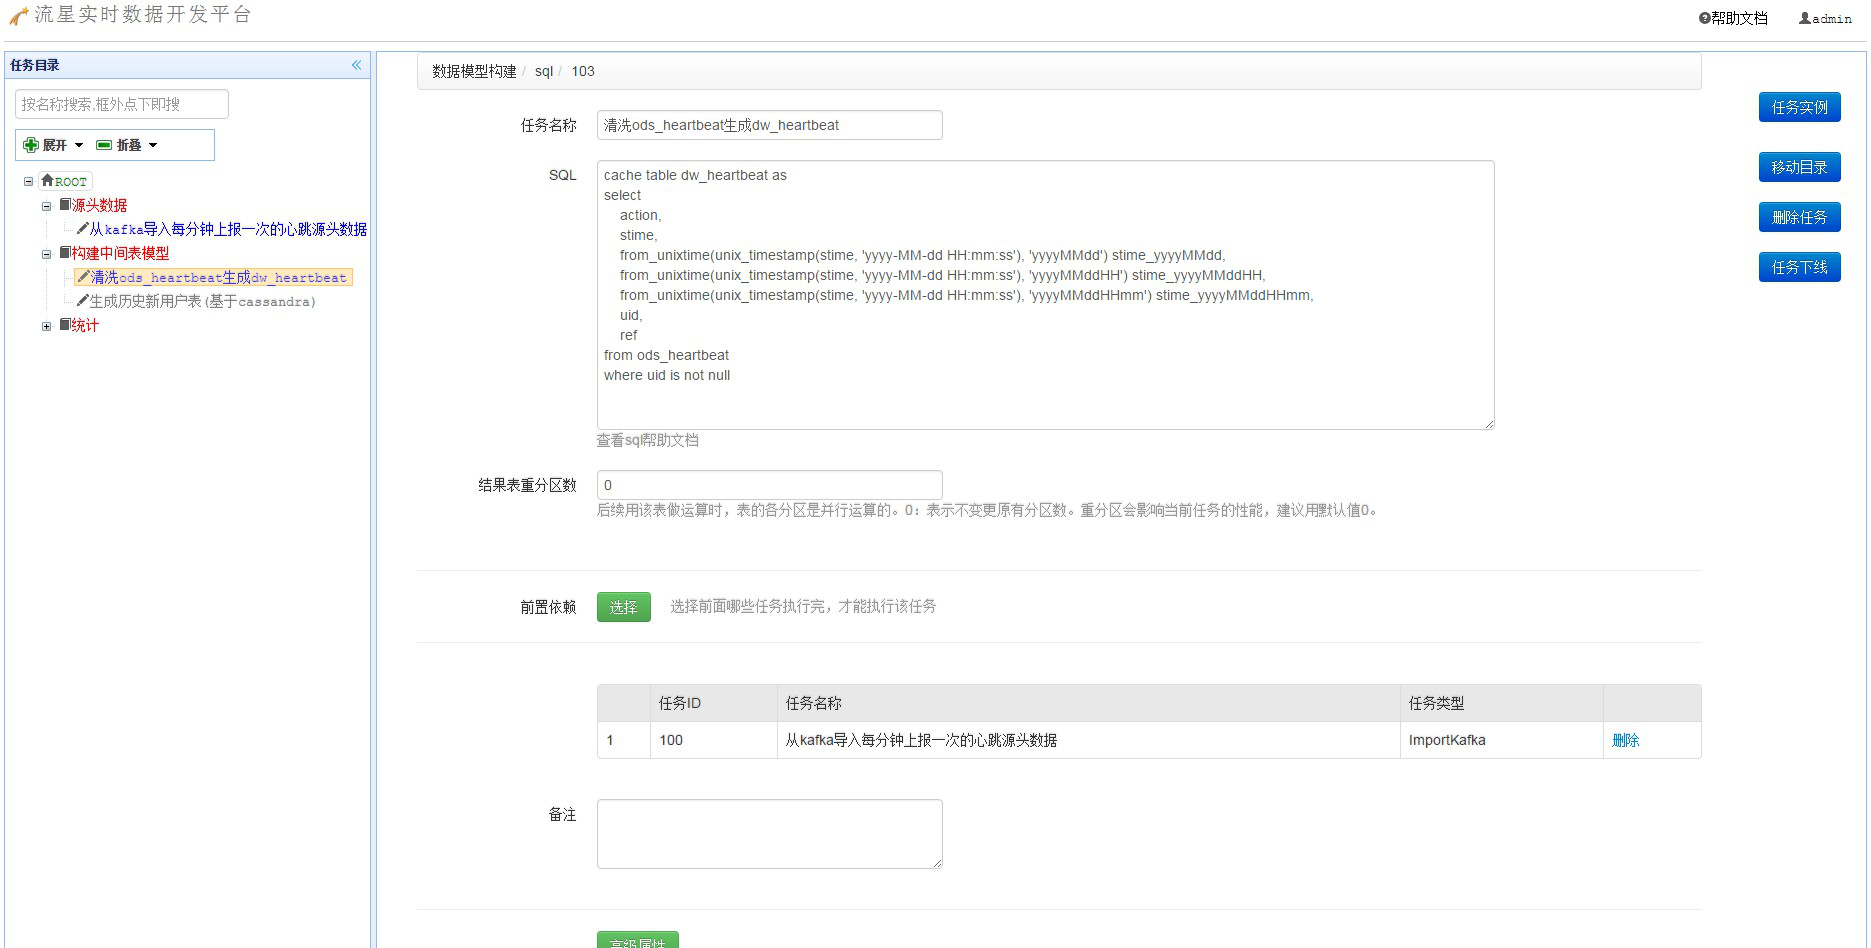 流星实时数据开发平台
帮助文档 admin
任务目录
按名称搜索,框外点下即搜
展开 折叠
ROOT
源头数据
从kafka导入每分钟上报一次的心跳源头数据
构建中间表模型
清洗ods_heartbeat生成dw_heartbeat
生成历史新用户表(基于cassandra)
统计
数据模型构建 / sql / 103
任务名称 清洗ods_heartbeat生成dw_heartbeat
SQL
cache table dw_heartbeat as
select
action,
stime,
from_unixtime(unix_timestamp(stime, 'yyyy-MM-dd HH:mm:ss'), 'yyyyMMdd') stime_yyyyMMdd,
from_unixtime(unix_timestamp(stime, 'yyyy-MM-dd HH:mm:ss'), 'yyyyMMddHH') stime_yyyyMMddHH,
from_unixtime(unix_timestamp(stime, 'yyyy-MM-dd HH:mm:ss'), 'yyyyMMddHHmm') stime_yyyyMMddHHmm,
uid,
ref
from ods_heartbeat
where uid is not null
查看sql帮助文档
结果表重分区数 0
后续用该表做运算时，表的各分区是并行运算的。0：表示不变更原有分区数。重分区会影响当前任务的性能，建议用默认值0。
前置依赖 选择 选择前面哪些任务执行完，才能执行该任务
任务ID 任务名称 任务类型
1 100 从kafka导入每分钟上报一次的心跳源头数据 ImportKafka 删除
备注
高级属性
任务实例
移动目录
删除任务
任务下线